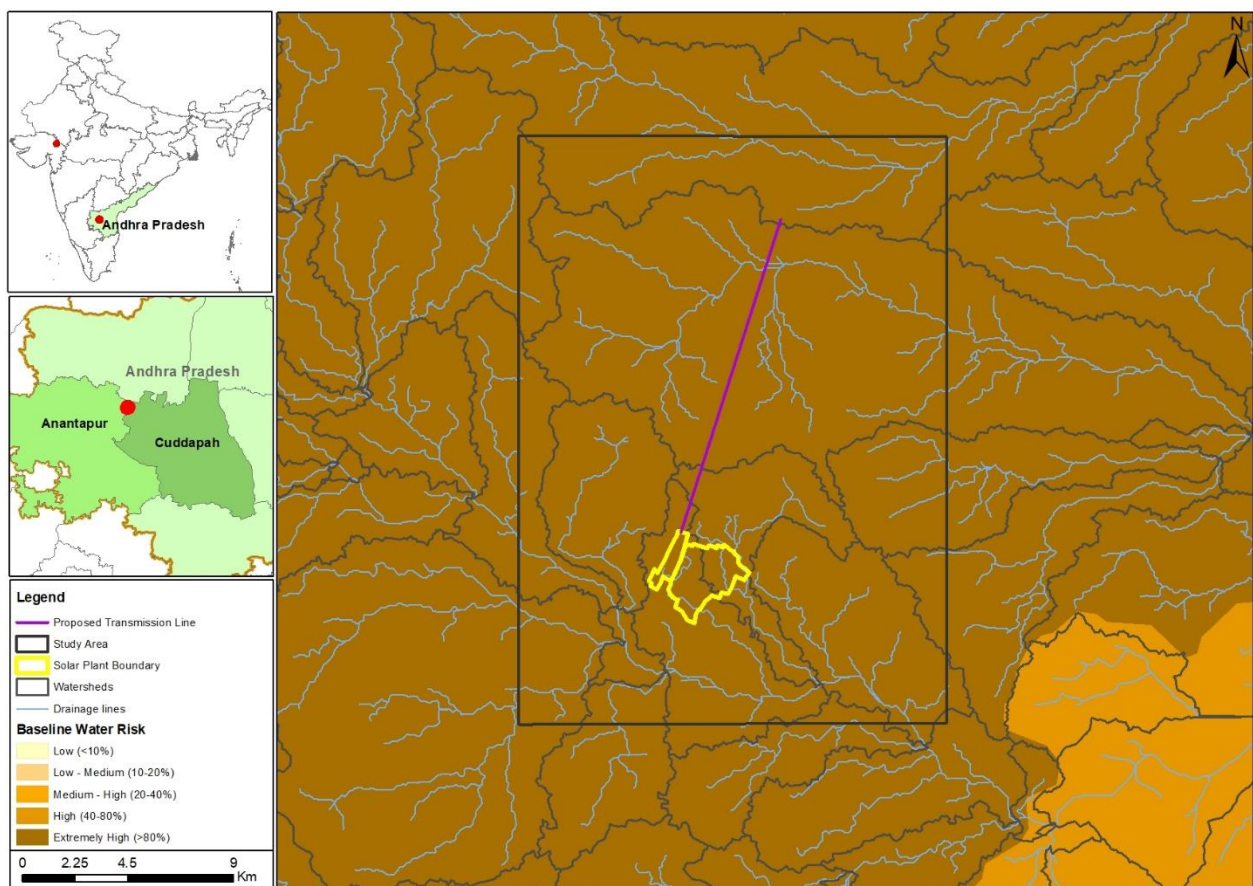 Andhra Pradesh
Andhra Pradesh
Anantapur
Cuddapah
Legend
Proposed Transmission Line
Study Area
Solar Plant Boundary
Watersheds
Drainage lines
Baseline Water Risk
Low (<10%)
Low - Medium (10-20%)
Medium - High (20-40%)
High (40-80%)
Extremely High (>80%)
0 2.25 4.5 9
Km
N